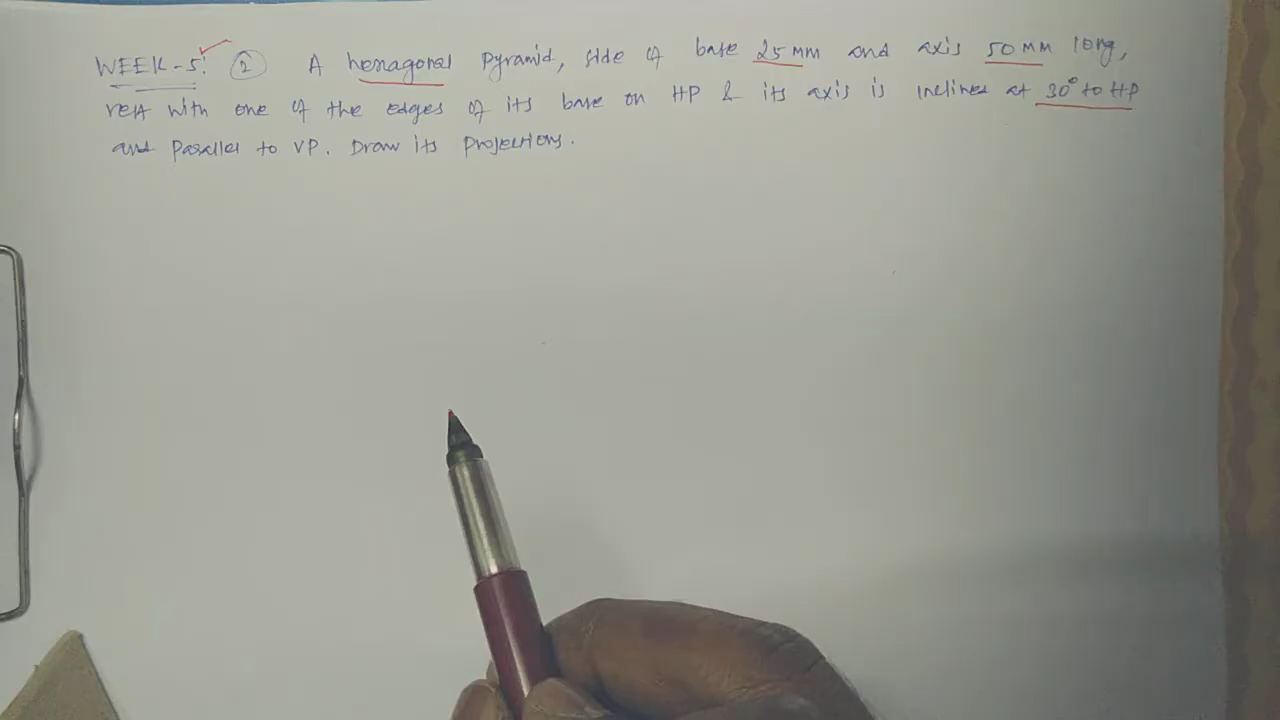 WEEK-5: ② A hexagonal pyramid, side of base 25 mm and axis 50 mm long,
rest with one of the edges of its base on HP & its axis is inclined at 30° to HP
and parallel to VP. Draw its projections.